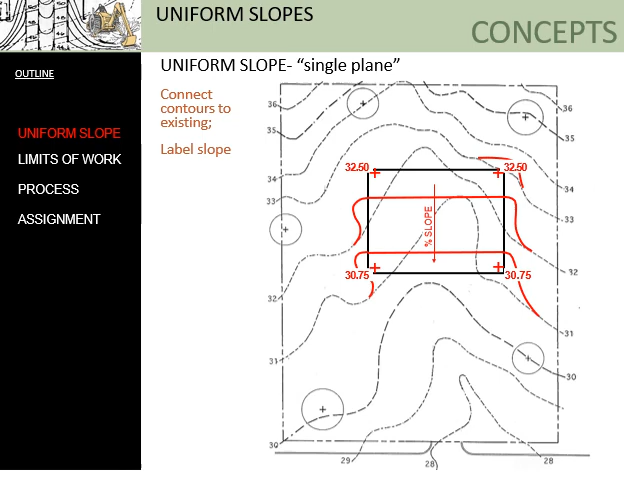 UNIFORM SLOPES
CONCEPTS
OUTLINE
UNIFORM SLOPE
LIMITS OF WORK
PROCESS
ASSIGNMENT
UNIFORM SLOPE- “single plane”
Connect
contours to
existing;
Label slope
36
36
35
35
34
34
33
33
32
32
31
31
30
30
29
28
28
32.50
32.50
% SLOPE
30.75
30.75